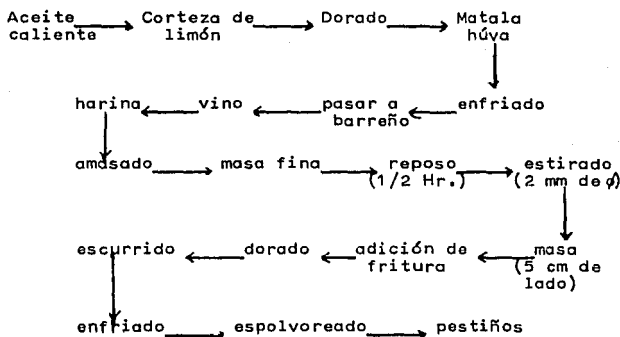 Aceite caliente
Corteza de limón
Dorado
Matala húva
harina
vino
pasar a barreño
enfriado
amasado
masa fina
reposo (1/2 Hr.)
estirado (2 mm de ø)
escurrido
dorado
adición de fritura
masa (5 cm de lado)
enfriado
espolvoreado
pestiños